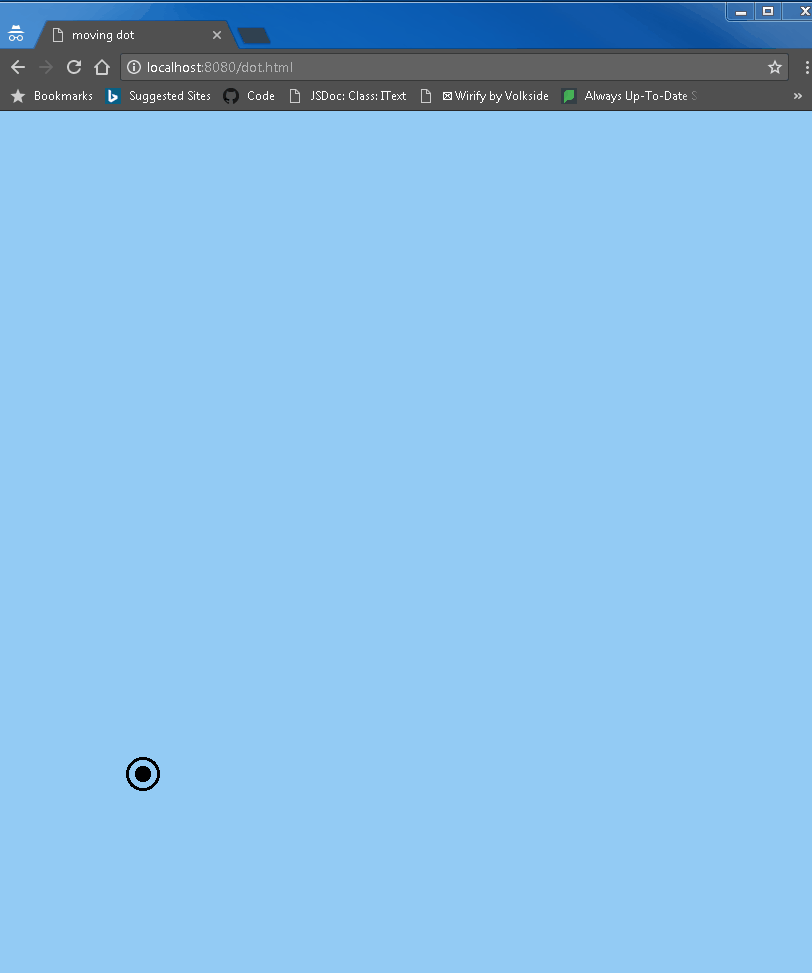 moving dot
localhost:8080/dot.html
Bookmarks Suggested Sites Code JSDoc: Class: IText Wirify by Volkside Always Up-To-Date S